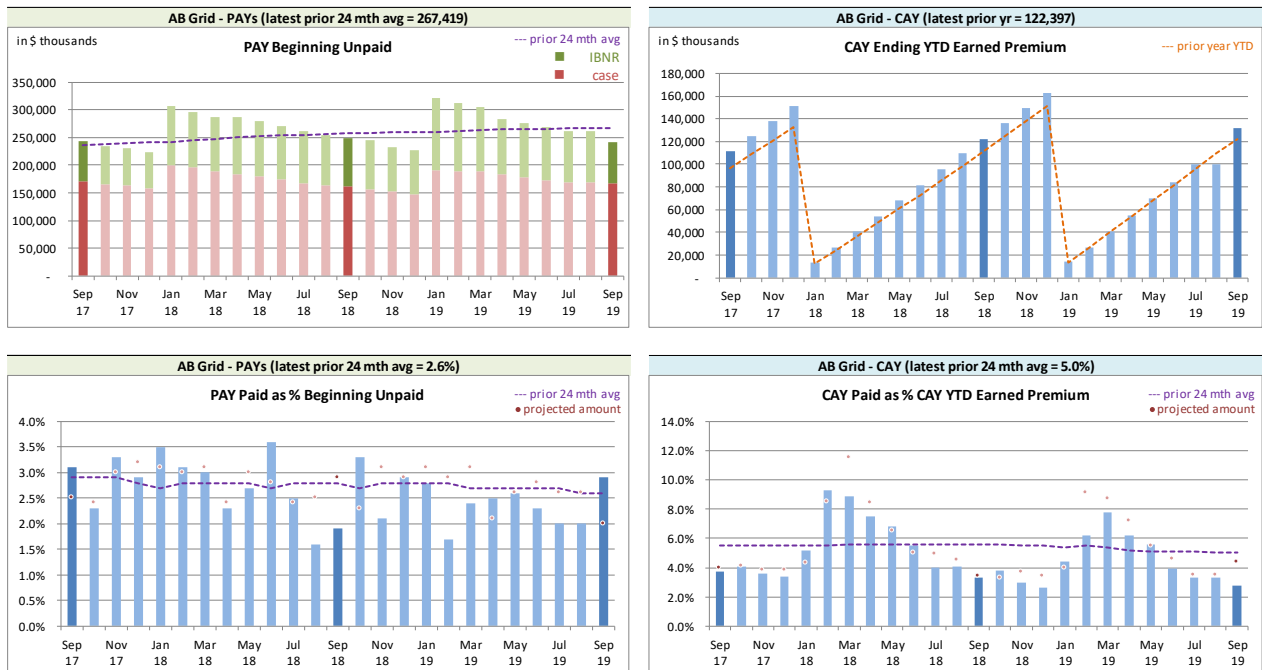 AB Grid - PAYs (latest prior 24 mth avg = 267,419)
in $ thousands
PAY Beginning Unpaid
--- prior 24 mth avg
IBNR
case
350,000
300,000
250,000
200,000
150,000
100,000
50,000
-
Sep Nov Jan Mar May Jul Sep Nov Jan Mar May Jul Sep
17 17 18 18 18 18 18 18 19 19 19 19 19
AB Grid - CAY (latest prior yr = 122,397)
in $ thousands
CAY Ending YTD Earned Premium
--- prior year YTD
180,000
160,000
140,000
120,000
100,000
80,000
60,000
40,000
20,000
-
Sep Nov Jan Mar May Jul Sep Nov Jan Mar May Jul Sep
17 17 18 18 18 18 18 18 19 19 19 19 19
AB Grid - PAYs (latest prior 24 mth avg = 2.6%)
PAY Paid as % Beginning Unpaid
--- prior 24 mth avg
• projected amount
4.0%
3.5%
3.0%
2.5%
2.0%
1.5%
1.0%
0.5%
0.0%
Sep Nov Jan Mar May Jul Sep Nov Jan Mar May Jul Sep
17 17 18 18 18 18 18 18 19 19 19 19 19
AB Grid - CAY (latest prior 24 mth avg = 5.0%)
CAY Paid as % CAY YTD Earned Premium
--- prior 24 mth avg
• projected amount
14.0%
12.0%
10.0%
8.0%
6.0%
4.0%
2.0%
0.0%
Sep Nov Jan Mar May Jul Sep Nov Jan Mar May Jul Sep
17 17 18 18 18 18 18 18 19 19 19 19 19